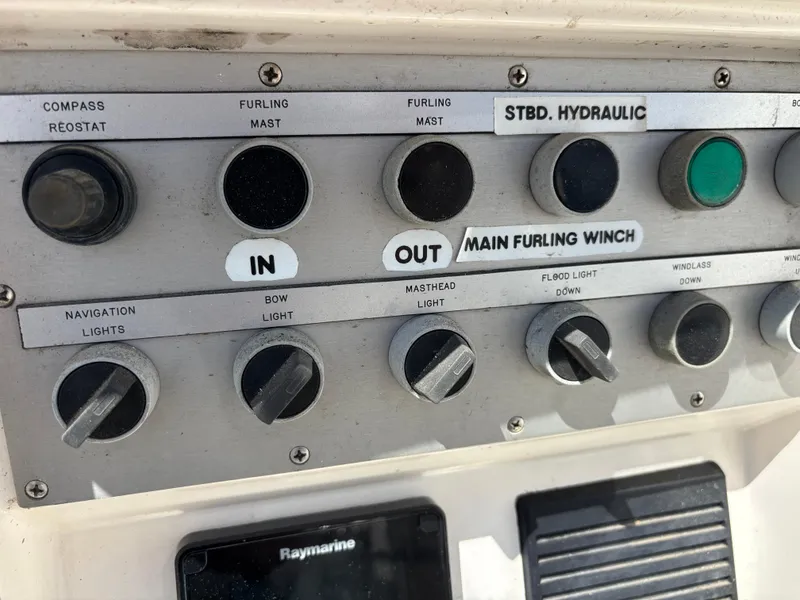 COMPASS
REOSTAT
FURLING
MAST
FURLING
MAST
STBD. HYDRAULIC
IN
OUT
MAIN FURLING WINCH
NAVIGATION
LIGHTS
BOW
LIGHT
MASTHEAD
LIGHT
FLOOD LIGHT
DOWN
WINDLASS
DOWN
Raymarine